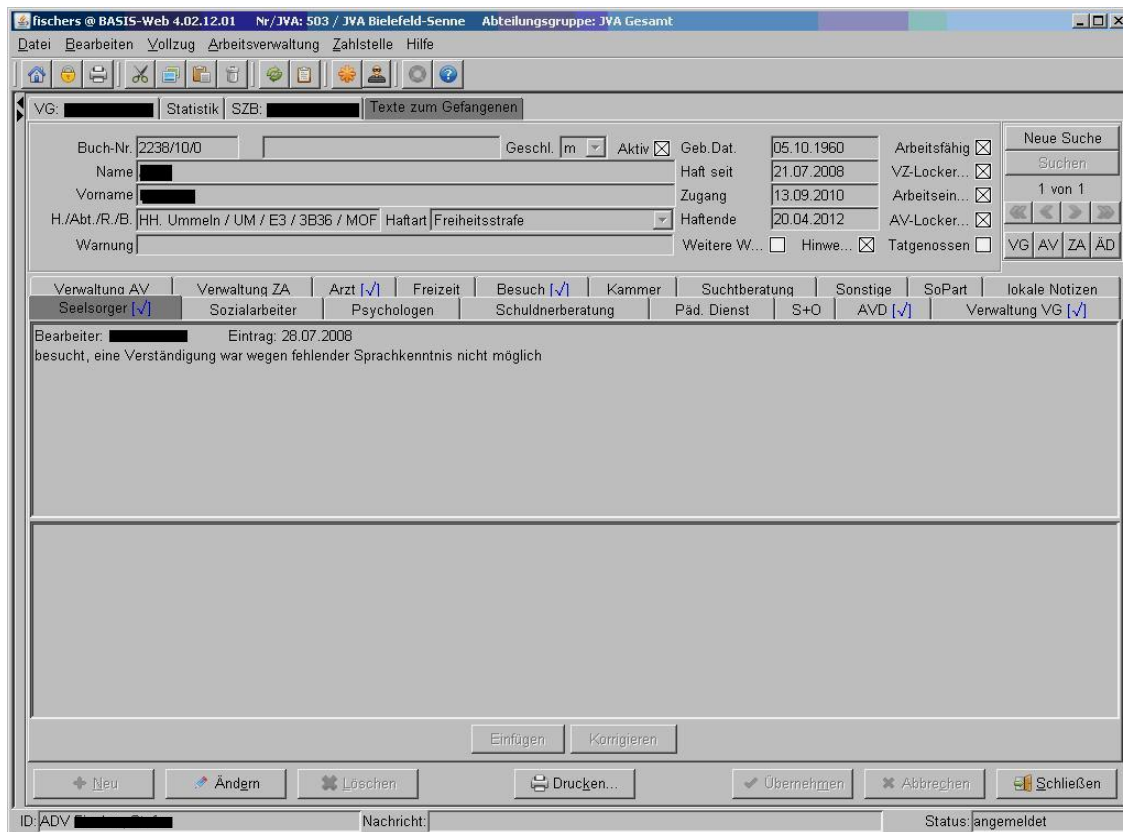 fischers @ BASIS-Web 4.02.12.01 Nr/JVA: 503 / JVA Bielefeld-Senne Abteilungsgruppe: JVA Gesamt
Datei Bearbeiten Vollzug Arbeitsverwaltung Zahlstelle Hilfe
VG: Statistik SZB: Texte zum Gefangenen
Buch-Nr. 2238/10/0 Geschl. m Aktiv Geb.Dat. 05.10.1960 Arbeitsfähig Neue Suche
Name Haft seit 21.07.2008 VZ-Locker... Suchen
Vorname Zugang 13.09.2010 Arbeitsein... 1 von 1
H./Abt./R./B. HH. Ummeln / UM / E3 / 3B36 / MOF Haftart Freiheitsstrafe Haftende 20.04.2012 AV-Locker...
Warnung Weitere W... Hinwe... Tatgenossen VG AV ZA ÄD
Verwaltung AV Verwaltung ZA Arzt [√] Freizeit Besuch [√] Kammer Suchtberatung Sonstige SoPart lokale Notizen
Seelsorger [√] Sozialarbeiter Psychologen Schuldnerberatung Päd. Dienst S+O AVD [√] Verwaltung VG [√]
Bearbeiter: Eintrag: 28.07.2008
besucht, eine Verständigung war wegen fehlender Sprachkenntnis nicht möglich
Einfügen Korrigieren
Neu Ändern Löschen Drucken... Übernehmen Abbrechen Schließen
ID: ADV Nachricht: Status: angemeldet